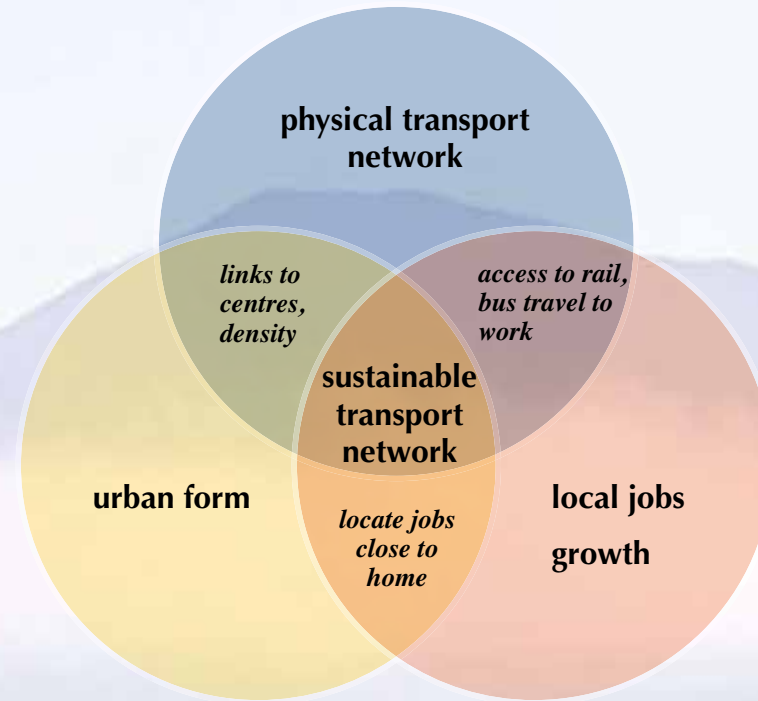 physical transport
network
links to
centres,
density
access to rail,
bus travel to
work
sustainable
transport
network
urban form
local jobs
growth
locate jobs
close to
home